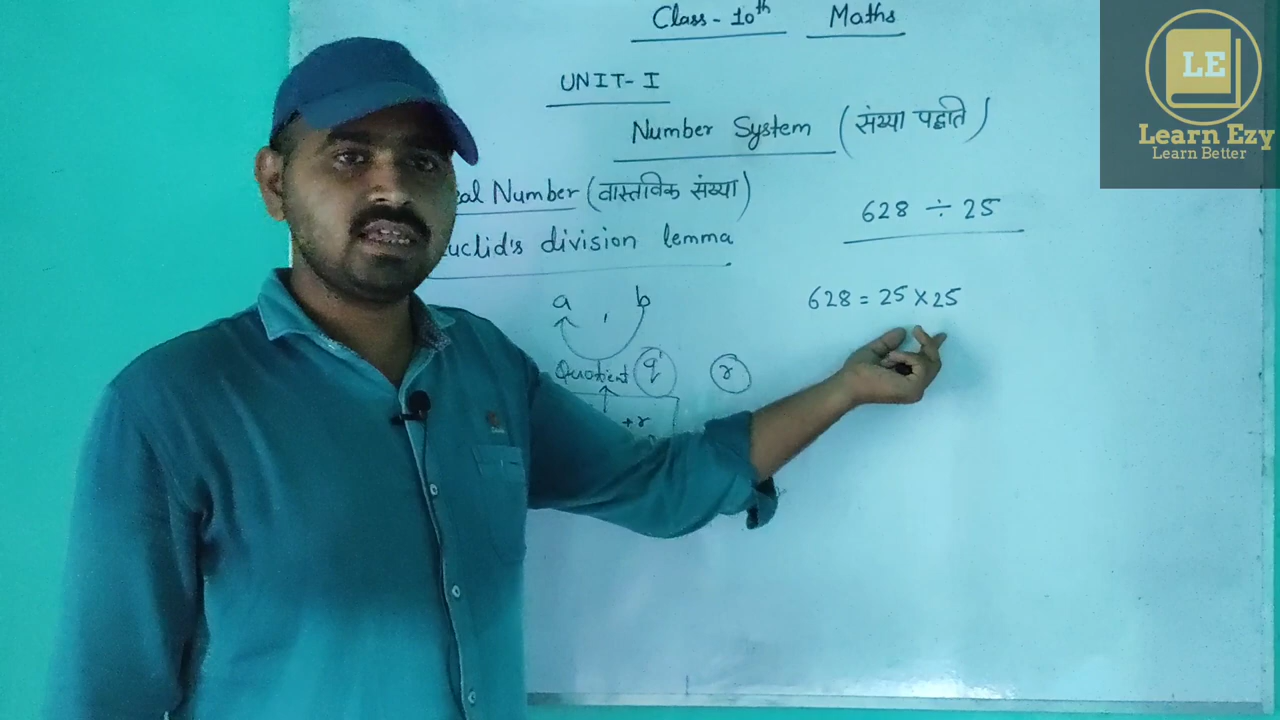 Class - 10th Maths
UNIT - I
Number System (संख्या पद्धति)
LE
Learn Ezy
Learn Better
Number (वास्तविक संख्या)
division lemma
628 ÷ 25
a , b
628 = 25 × 25
Quotient q r
+ r